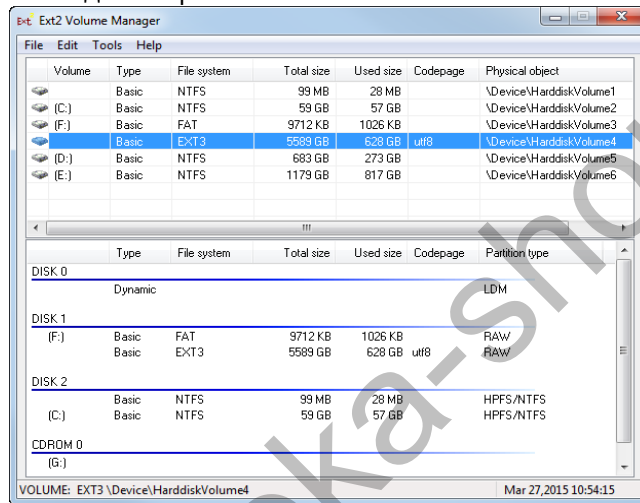 Ext2 Volume Manager
File Edit Tools Help
Volume Type File system Total size Used size Codepage Physical object
Basic NTFS 99 MB 28 MB \Device\HarddiskVolume1
(C:) Basic NTFS 59 GB 57 GB \Device\HarddiskVolume2
(F:) Basic FAT 9712 KB 1026 KB \Device\HarddiskVolume3
Basic EXT3 5589 GB 628 GB utf8 \Device\HarddiskVolume4
(D:) Basic NTFS 683 GB 273 GB \Device\HarddiskVolume5
(E:) Basic NTFS 1179 GB 817 GB \Device\HarddiskVolume6
Type File system Total size Used size Codepage Partition type
DISK 0
Dynamic LDM
DISK 1
(F:) Basic FAT 9712 KB 1026 KB RAW
Basic EXT3 5589 GB 628 GB utf8 RAW
DISK 2
Basic NTFS 99 MB 28 MB HPFS/NTFS
(C:) Basic NTFS 59 GB 57 GB HPFS/NTFS
CDROM 0
(G:)
VOLUME: EXT3 \Device\HarddiskVolume4 Mar 27,2015 10:54:15